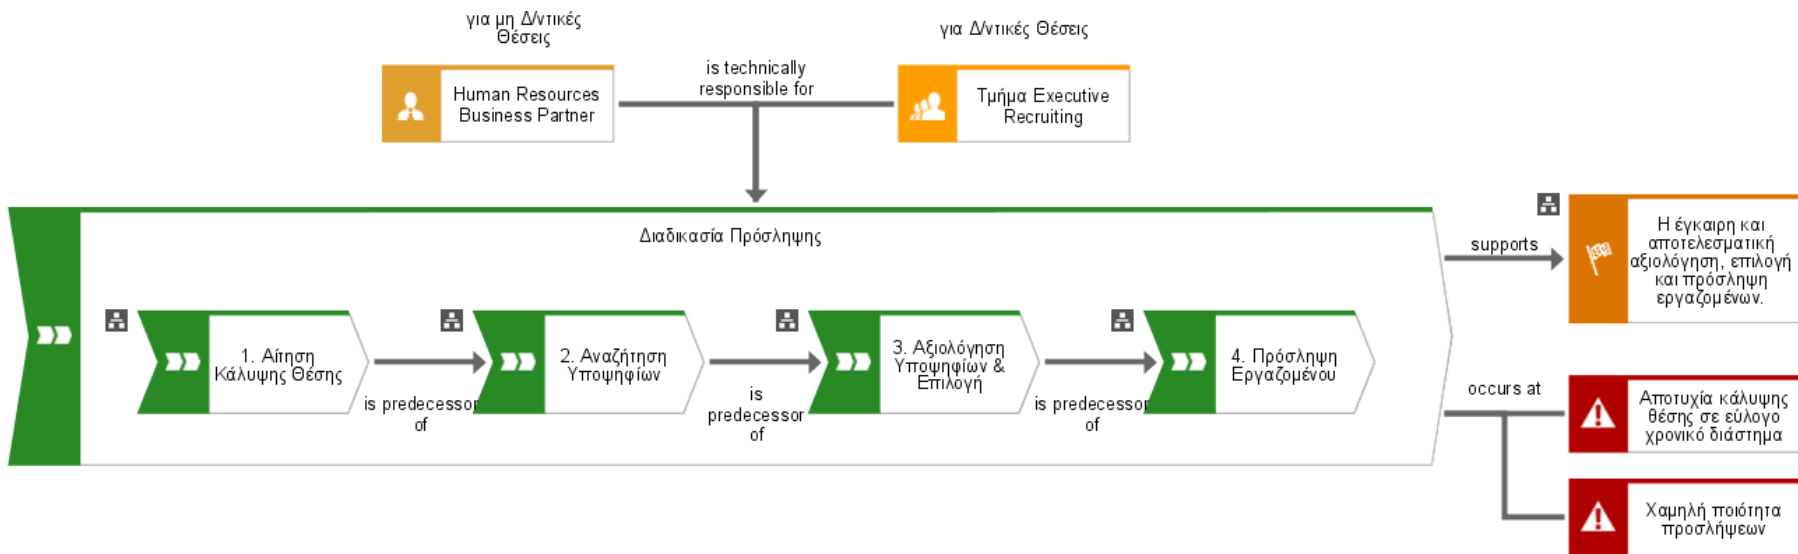 για μη Δ/ντικές
Θέσεις
για Δ/ντικές Θέσεις
Human Resources
Business Partner
is technically
responsible for
Τμήμα Executive
Recruiting
Διαδικασία Πρόσληψης
1. Αίτηση
Κάλυψης Θέσης
is predecessor
of
2. Αναζήτηση
Υποψηφίων
is
predecessor
of
3. Αξιολόγηση
Υποψηφίων &
Επιλογή
is predecessor
of
4. Πρόσληψη
Εργαζομένου
supports
Η έγκαιρη και
αποτελεσματική
αξιολόγηση, επιλογή
και πρόσληψη
εργαζομένων.
occurs at
Αποτυχία κάλυψης
θέσης σε εύλογο
χρονικό διάστημα
Χαμηλή ποιότητα
προσλήψεων